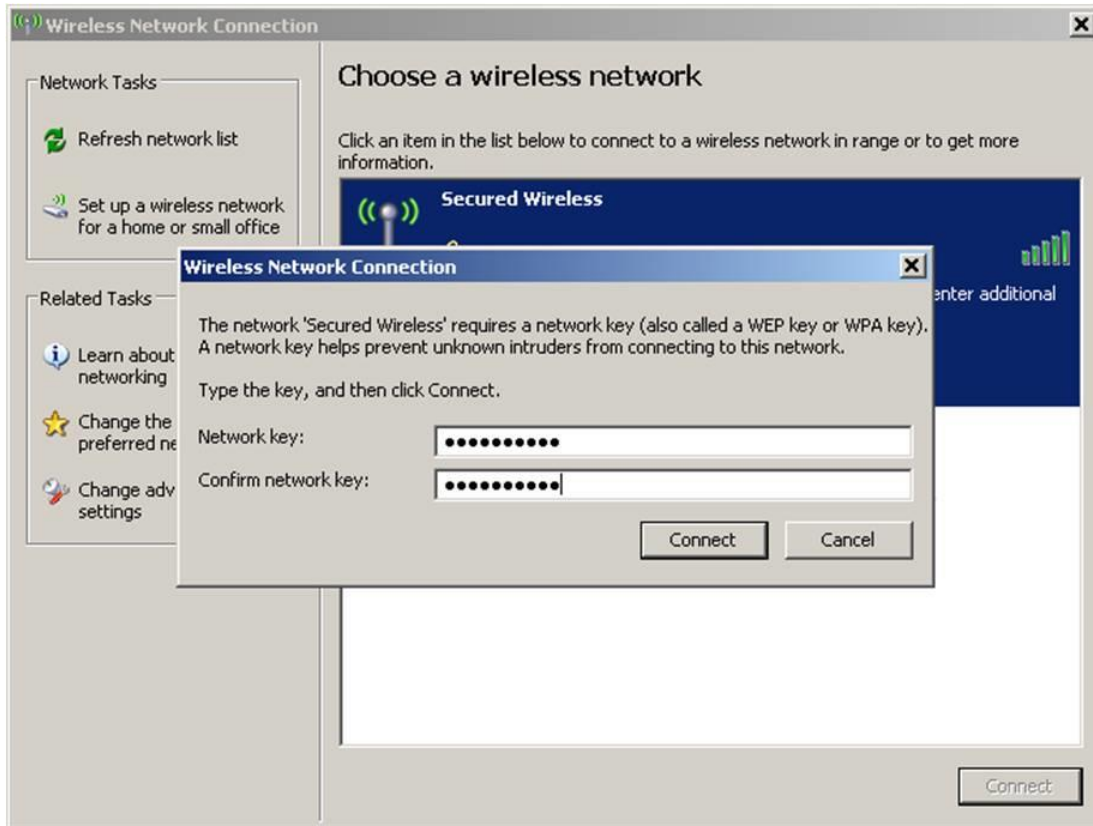 Wireless Network Connection
Network Tasks
Refresh network list
Set up a wireless network
for a home or small office
Related Tasks
Learn about
networking
Change the
preferred ne
Change adv
settings
Choose a wireless network
Click an item in the list below to connect to a wireless network in range or to get more
information.
Secured Wireless
enter additional
Wireless Network Connection
The network 'Secured Wireless' requires a network key (also called a WEP key or WPA key).
A network key helps prevent unknown intruders from connecting to this network.
Type the key, and then click Connect.
Network key: ●●●●●●●●●●
Confirm network key: ●●●●●●●●●●
Connect Cancel
Connect